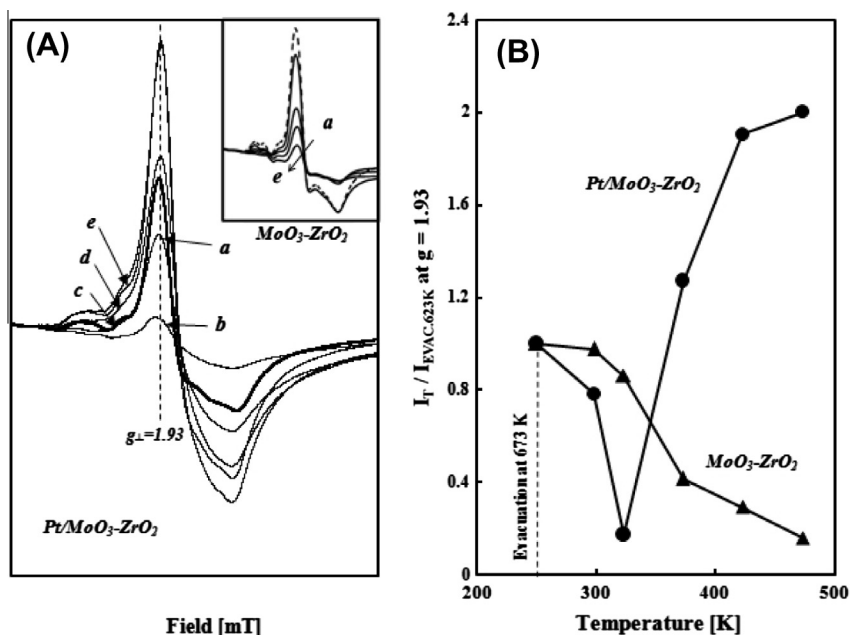 (A)
a
e
MoO₃-ZrO₂
e
d
c
a
b
g⊥=1.93
Pt/MoO₃-ZrO₂
Field [mT]
(B)
I_T / I_EVAC.623K at g = 1.93
2.4
2
1.6
1.2
0.8
0.4
0
Pt/MoO₃-ZrO₂
MoO₃-ZrO₂
Evacuation at 673 K
200
300
400
500
Temperature [K]